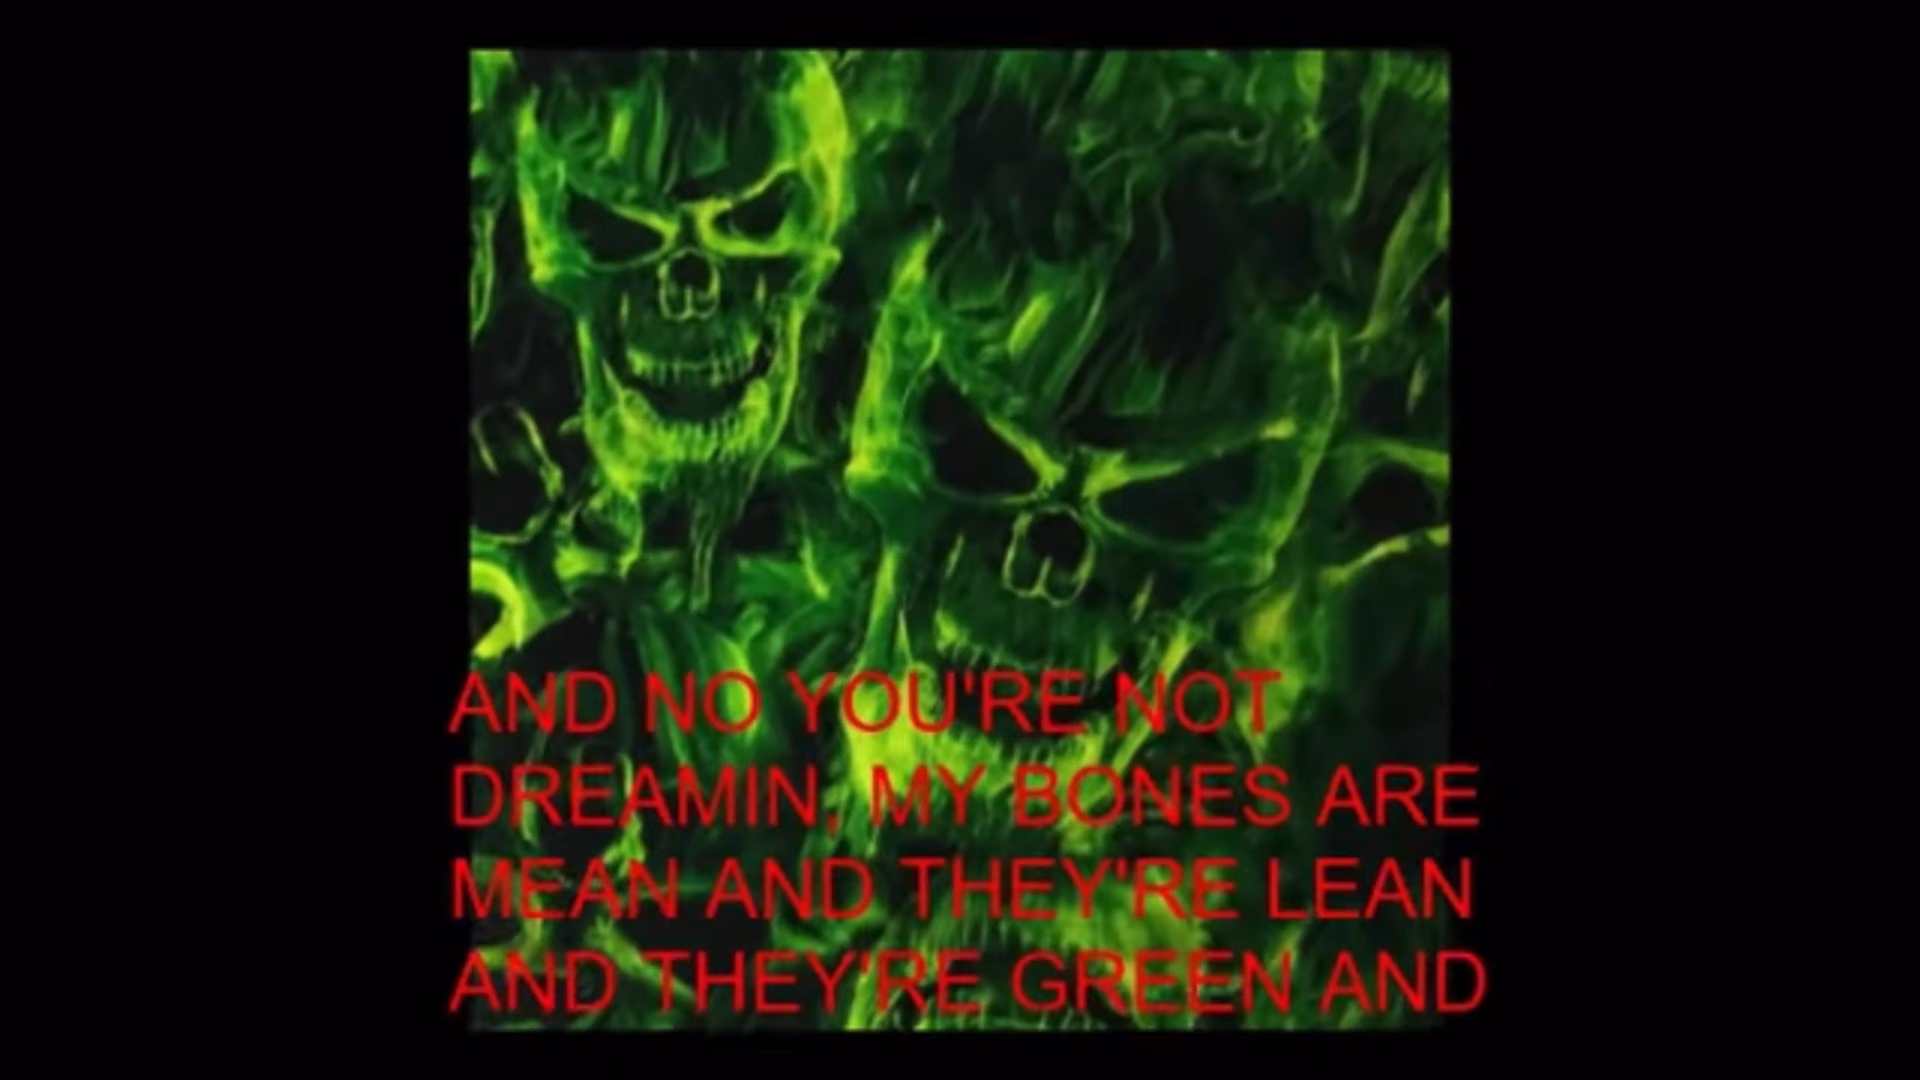 AND NO YOU'RE NOT
DREAMIN, MY BONES ARE
MEAN AND THEY'RE LEAN
AND THEY'RE GREEN AND